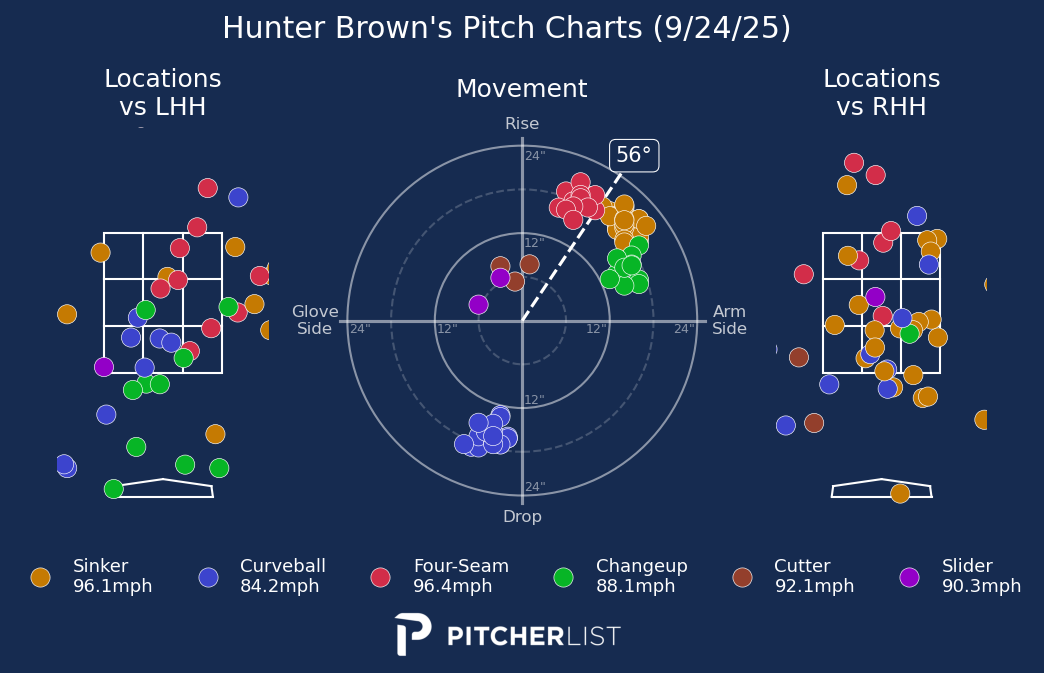 Hunter Brown's Pitch Charts (9/24/25)
Locations
vs LHH
Movement
Locations
vs RHH
Rise
24"
56°
12"
Glove
Side
24"
12"
12"
24"
Arm
Side
12"
24"
Drop
Sinker
96.1mph
Curveball
84.2mph
Four-Seam
96.4mph
Changeup
88.1mph
Cutter
92.1mph
Slider
90.3mph
PITCHERLIST